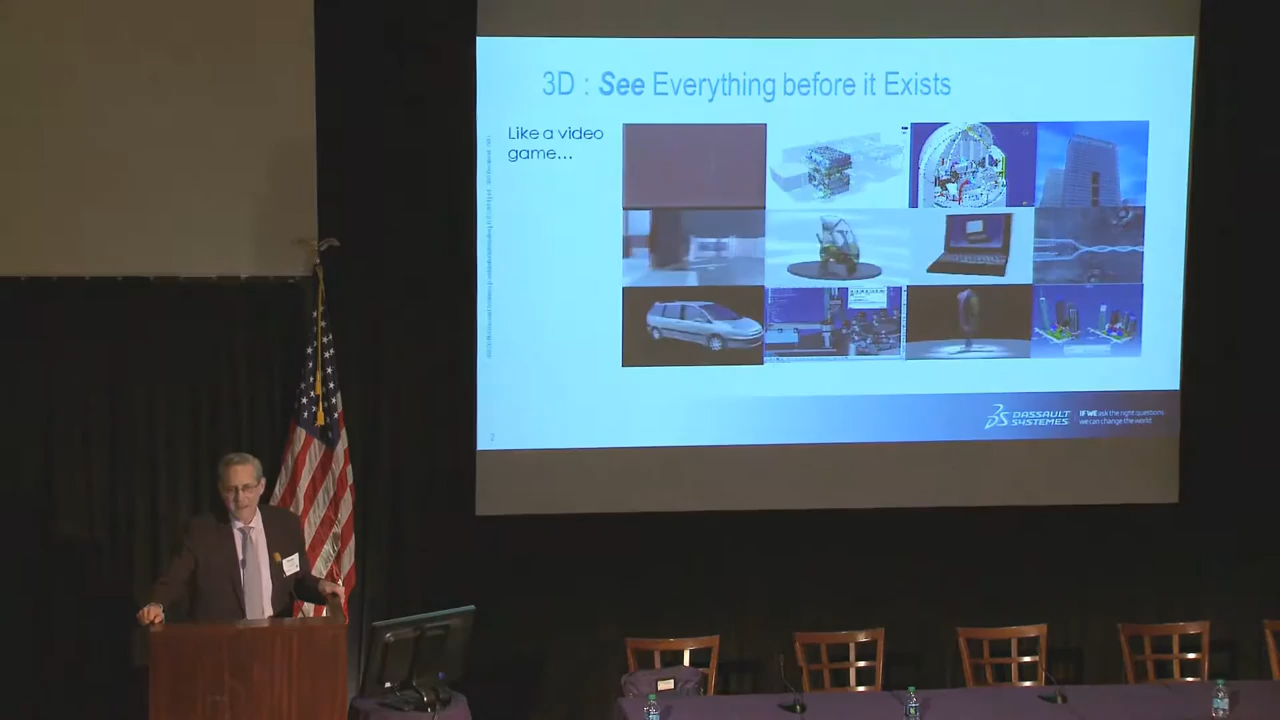 3D : See Everything before it Exists
Like a video
game...
DASSAULT
SYSTEMES
IF WE ask the right questions
we can change the world